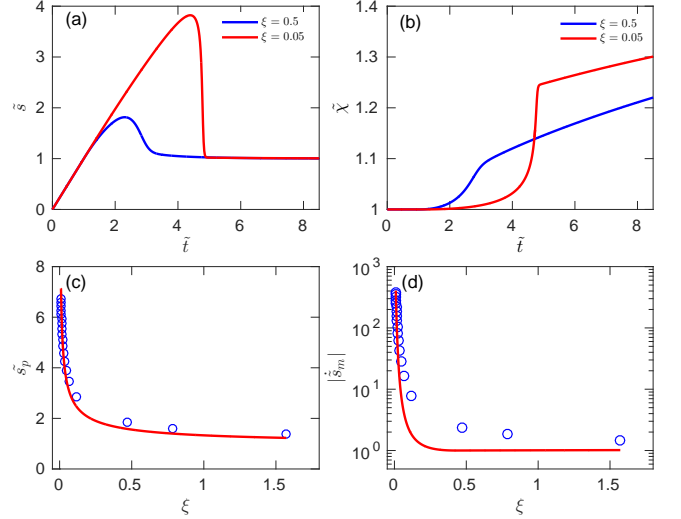 (a)
ξ = 0.5
ξ = 0.05
4
3
2
1
0
s̃
0 2 4 6 8
t̃
(b)
ξ = 0.5
ξ = 0.05
1.4
1.3
1.2
1.1
1
χ̃
0 2 4 6 8
t̃
(c)
8
6
4
2
0
s̃ₚ
0 0.5 1 1.5
ξ
(d)
10³
10²
10¹
10⁰
|s̃̇ₘ|
0 0.5 1 1.5
ξ